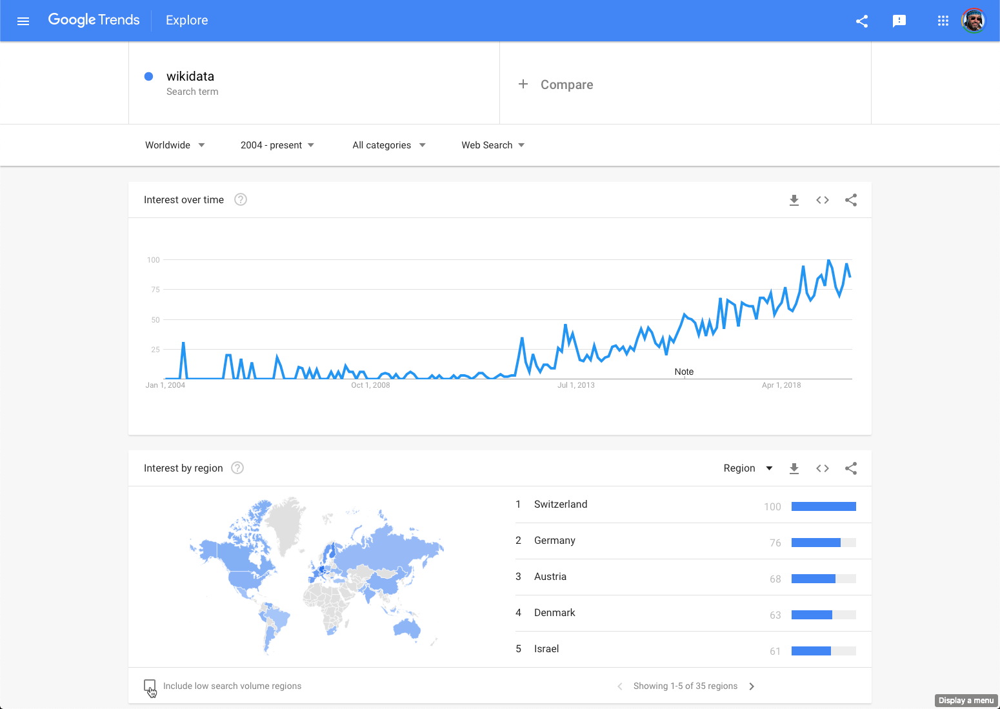 Google Trends Explore
wikidata
Search term
+ Compare
Worldwide 2004 - present All categories Web Search
Interest over time ?
100
75
50
25
Note
Jan 1, 2004 Oct 1, 2008 Jul 1, 2013 Apr 1, 2018
Interest by region ? Region
1 Switzerland 100
2 Germany 76
3 Austria 68
4 Denmark 63
5 Israel 61
Include low search volume regions Showing 1-5 of 35 regions
Display a menu